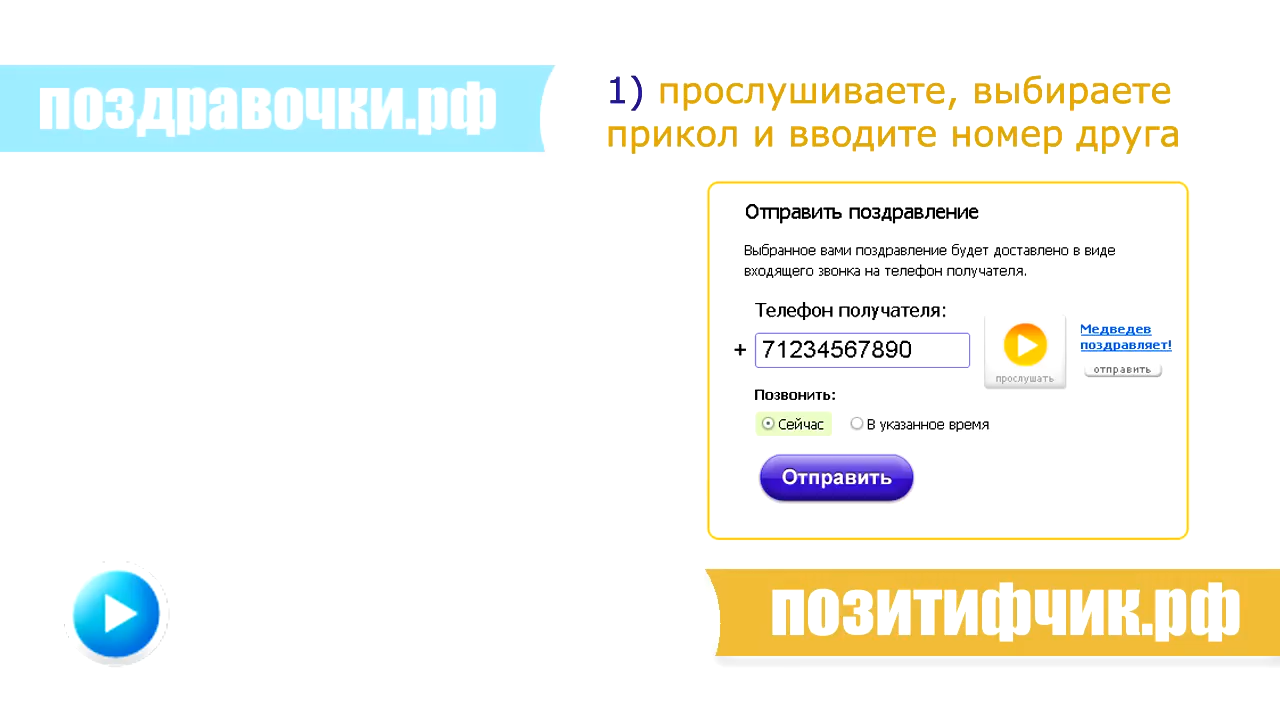 поздравочки.рф
1) прослушиваете, выбираете
прикол и вводите номер друга
Отправить поздравление
Выбранное вами поздравление будет доставлено в виде
входящего звонка на телефон получателя.
Телефон получателя:
+ 71234567890
прослушать
Медведев
поздравляет!
отправить
Позвонить:
Сейчас
В указанное время
Отправить
позитифчик.рф